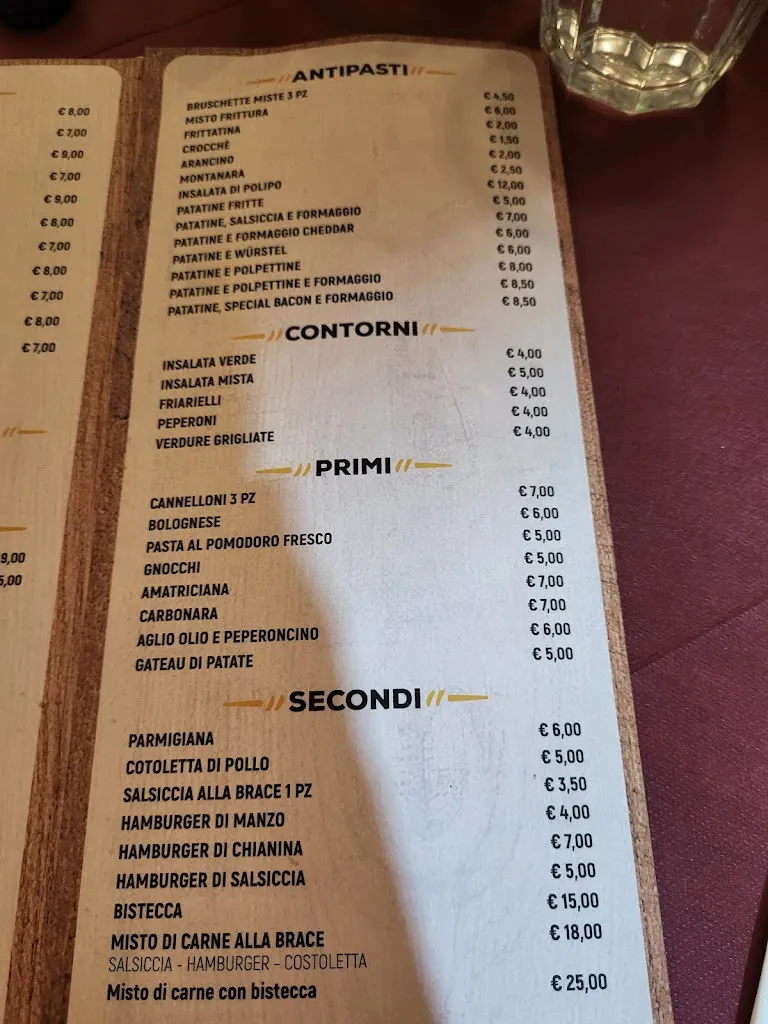 € 8,00
€ 7,00
€ 9,00
€ 7,00
€ 9,00
€ 8,00
€ 7,00
€ 8,00
€ 7,00
€ 8,00
€ 7,00
9,00
5,00
ANTIPASTI
BRUSCHETTE MISTE 3 PZ € 4,50
MISTO FRITTURA € 6,00
FRITTATINA € 2,00
CROCCHÈ € 1,50
ARANCINO € 2,00
MONTANARA € 2,50
INSALATA DI POLIPO € 12,00
PATATINE FRITTE € 5,00
PATATINE, SALSICCIA E FORMAGGIO € 7,00
PATATINE E FORMAGGIO CHEDDAR € 6,00
PATATINE E WÜRSTEL € 6,00
PATATINE E POLPETTINE € 8,00
PATATINE E POLPETTINE E FORMAGGIO € 8,50
PATATINE, SPECIAL BACON E FORMAGGIO € 8,50
CONTORNI
INSALATA VERDE € 4,00
INSALATA MISTA € 5,00
FRIARIELLI € 4,00
PEPERONI € 4,00
VERDURE GRIGLIATE € 4,00
PRIMI
CANNELLONI 3 PZ € 7,00
BOLOGNESE € 6,00
PASTA AL POMODORO FRESCO € 5,00
GNOCCHI € 5,00
AMATRICIANA € 7,00
CARBONARA € 7,00
AGLIO OLIO E PEPERONCINO € 6,00
GATEAU DI PATATE € 5,00
SECONDI
PARMIGIANA € 6,00
COTOLETTA DI POLLO € 5,00
SALSICCIA ALLA BRACE 1 PZ € 3,50
HAMBURGER DI MANZO € 4,00
HAMBURGER DI CHIANINA € 7,00
HAMBURGER DI SALSICCIA € 5,00
BISTECCA € 15,00
MISTO DI CARNE ALLA BRACE € 18,00
SALSICCIA - HAMBURGER - COSTOLETTA
Misto di carne con bistecca € 25,00